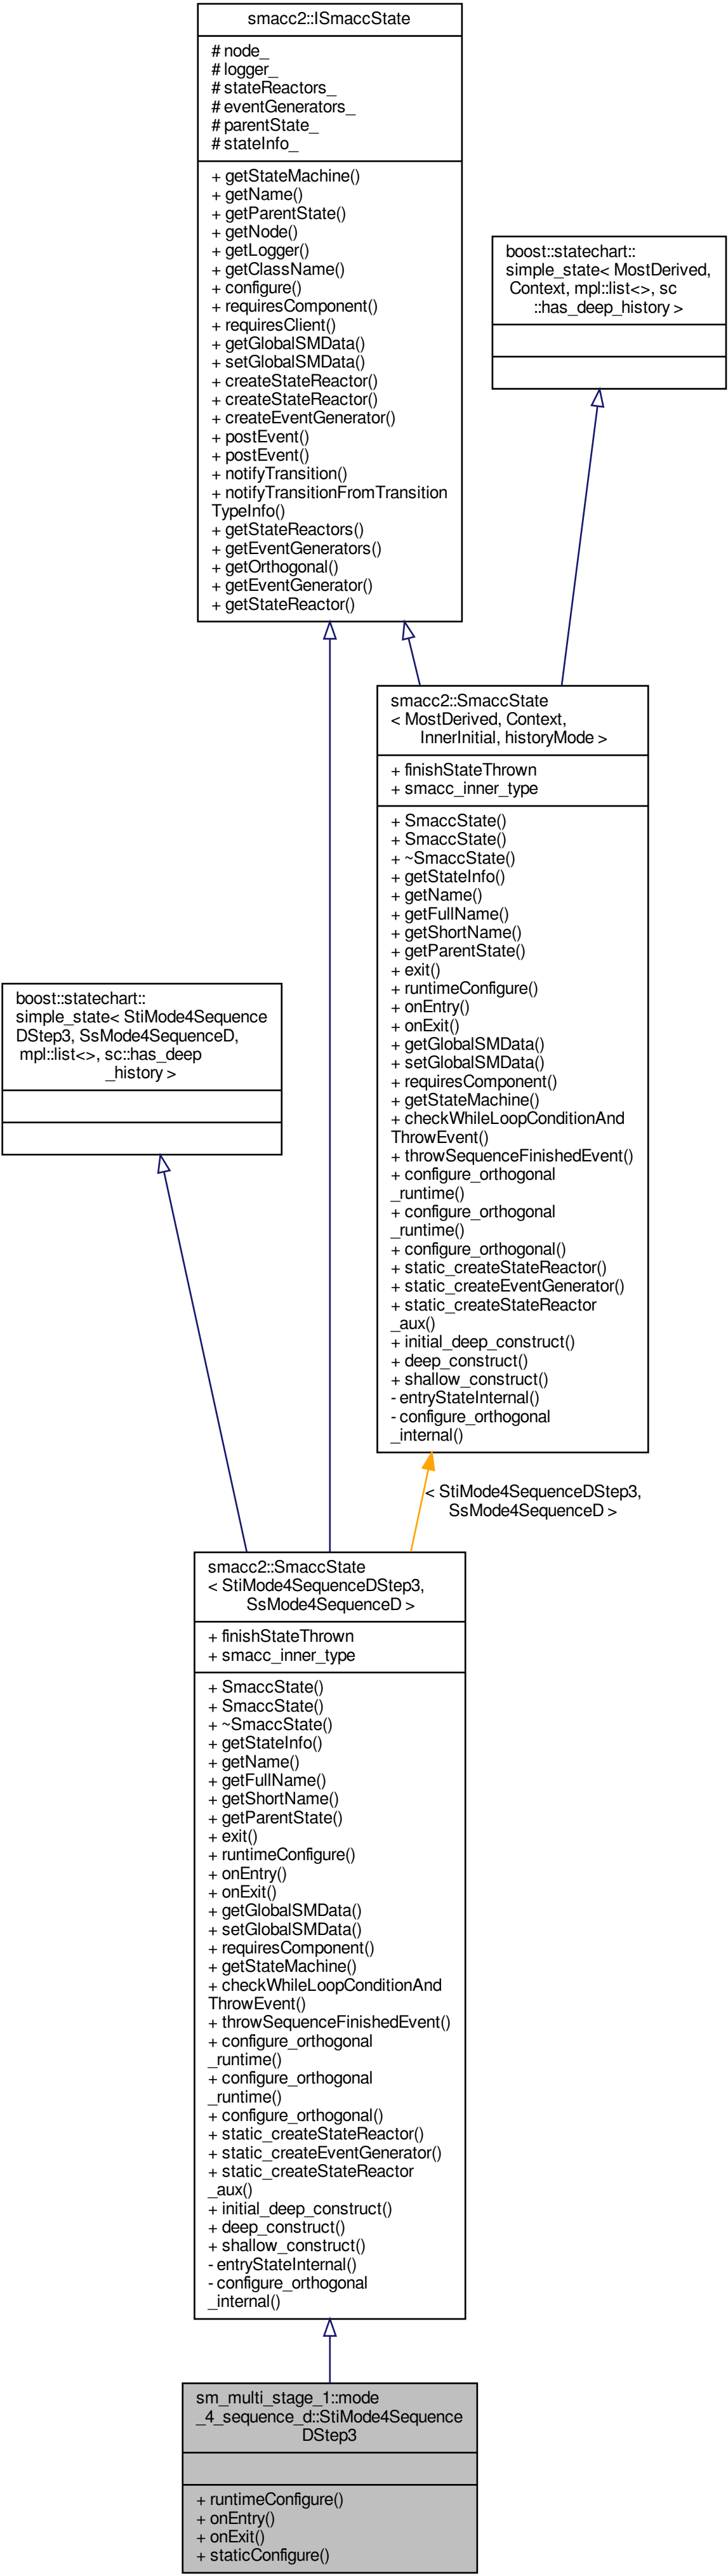 smacc2::ISmaccState
# node_
# logger_
# stateReactors_
# eventGenerators_
# parentState_
# stateInfo_
+ getStateMachine()
+ getName()
+ getParentState()
+ getNode()
+ getLogger()
+ getClassName()
+ configure()
+ requiresComponent()
+ requiresClient()
+ getGlobalSMData()
+ setGlobalSMData()
+ createStateReactor()
+ createStateReactor()
+ createEventGenerator()
+ postEvent()
+ postEvent()
+ notifyTransition()
+ notifyTransitionFromTransition
TypeInfo()
+ getStateReactors()
+ getEventGenerators()
+ getOrthogonal()
+ getEventGenerator()
+ getStateReactor()
boost::statechart::
simple_state< MostDerived,
Context, mpl::list<>, sc
::has_deep_history >
smacc2::SmaccState
< MostDerived, Context,
InnerInitial, historyMode >
+ finishStateThrown
+ smacc_inner_type
+ SmaccState()
+ SmaccState()
+ ~SmaccState()
+ getStateInfo()
+ getName()
+ getFullName()
+ getShortName()
+ getParentState()
+ exit()
+ runtimeConfigure()
+ onEntry()
+ onExit()
+ getGlobalSMData()
+ setGlobalSMData()
+ requiresComponent()
+ getStateMachine()
+ checkWhileLoopConditionAnd
ThrowEvent()
+ throwSequenceFinishedEvent()
+ configure_orthogonal
_runtime()
+ configure_orthogonal
_runtime()
+ configure_orthogonal()
+ static_createStateReactor()
+ static_createEventGenerator()
+ static_createStateReactor
_aux()
+ initial_deep_construct()
+ deep_construct()
+ shallow_construct()
- entryStateInternal()
- configure_orthogonal
_internal()
boost::statechart::
simple_state< StiMode4Sequence
DStep3, SsMode4SequenceD,
mpl::list<>, sc::has_deep
_history >
< StiMode4SequenceDStep3,
SsMode4SequenceD >
smacc2::SmaccState
< StiMode4SequenceDStep3,
SsMode4SequenceD >
+ finishStateThrown
+ smacc_inner_type
+ SmaccState()
+ SmaccState()
+ ~SmaccState()
+ getStateInfo()
+ getName()
+ getFullName()
+ getShortName()
+ getParentState()
+ exit()
+ runtimeConfigure()
+ onEntry()
+ onExit()
+ getGlobalSMData()
+ setGlobalSMData()
+ requiresComponent()
+ getStateMachine()
+ checkWhileLoopConditionAnd
ThrowEvent()
+ throwSequenceFinishedEvent()
+ configure_orthogonal
_runtime()
+ configure_orthogonal
_runtime()
+ configure_orthogonal()
+ static_createStateReactor()
+ static_createEventGenerator()
+ static_createStateReactor
_aux()
+ initial_deep_construct()
+ deep_construct()
+ shallow_construct()
- entryStateInternal()
- configure_orthogonal
_internal()
sm_multi_stage_1::mode
_4_sequence_d::StiMode4Sequence
DStep3
+ runtimeConfigure()
+ onEntry()
+ onExit()
+ staticConfigure()